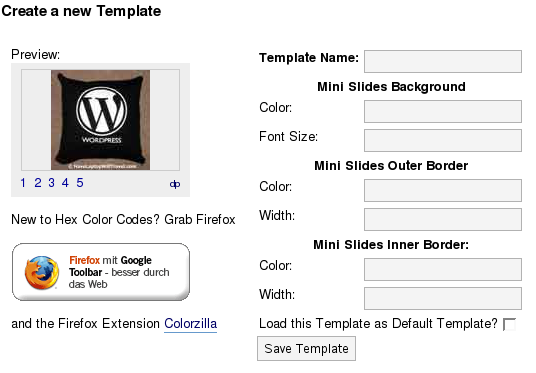 Create a new Template
Preview:
WORDPRESS
1 2 3 4 5
dp
New to Hex Color Codes? Grab Firefox
Firefox mit Google
Toolbar - besser durch
das Web
and the Firefox Extension Colorzilla
Template Name:
Mini Slides Background
Color:
Font Size:
Mini Slides Outer Border
Color:
Width:
Mini Slides Inner Border:
Color:
Width:
Load this Template as Default Template?
Save Template